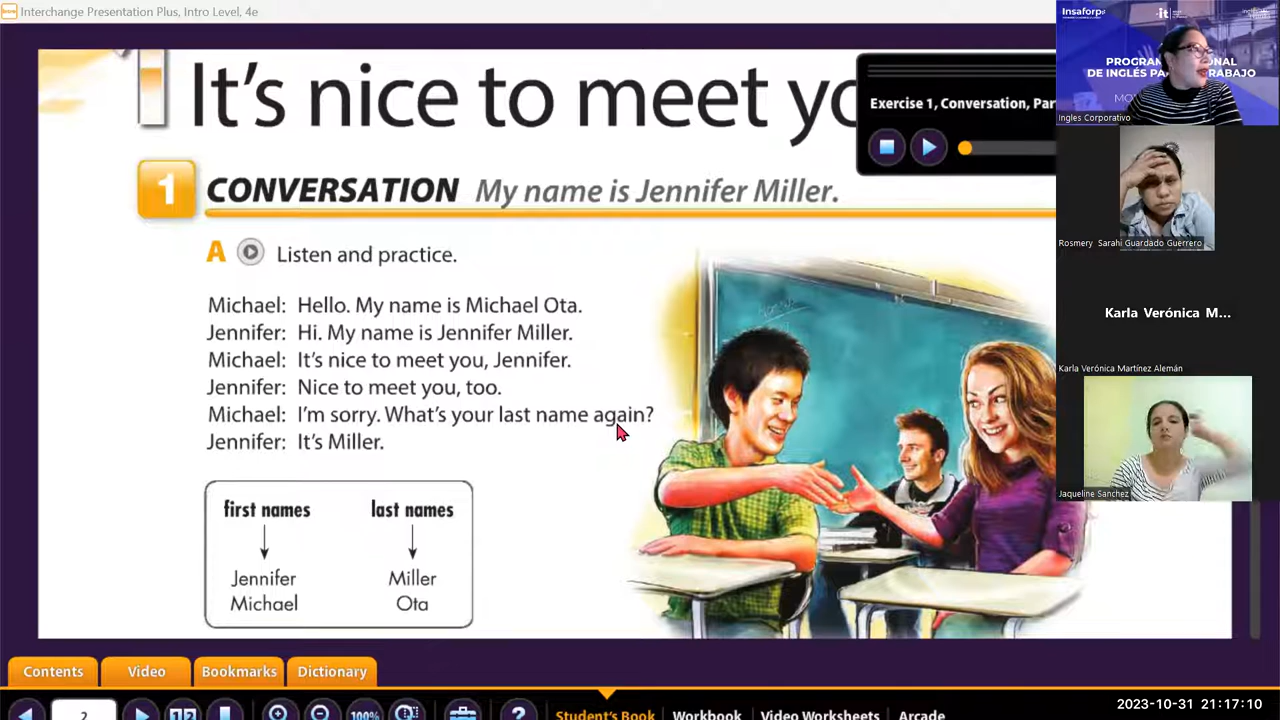 Interchange Presentation Plus, Intro Level, 4e
It's nice to meet yo
Exercise 1, Conversation, Par
1 CONVERSATION My name is Jennifer Miller.
A Listen and practice.
Michael: Hello. My name is Michael Ota.
Jennifer: Hi. My name is Jennifer Miller.
Michael: It's nice to meet you, Jennifer.
Jennifer: Nice to meet you, too.
Michael: I'm sorry. What's your last name again?
Jennifer: It's Miller.
first names last names
Jennifer Miller
Michael Ota
Contents Video Bookmarks Dictionary
2 12 100% ?
Student's Book Workbook Video Worksheets Arcade
Insaforp
it
PROGRAM IONAL
DE INGLÉS PA RABAJO
Ingles Corporativo
Rosmery Sarahi Guardado Guerrero
Karla Verónica M...
Karla Verónica Martínez Alemán
Jaqueline Sanchez
2023-10-31 21:17:10